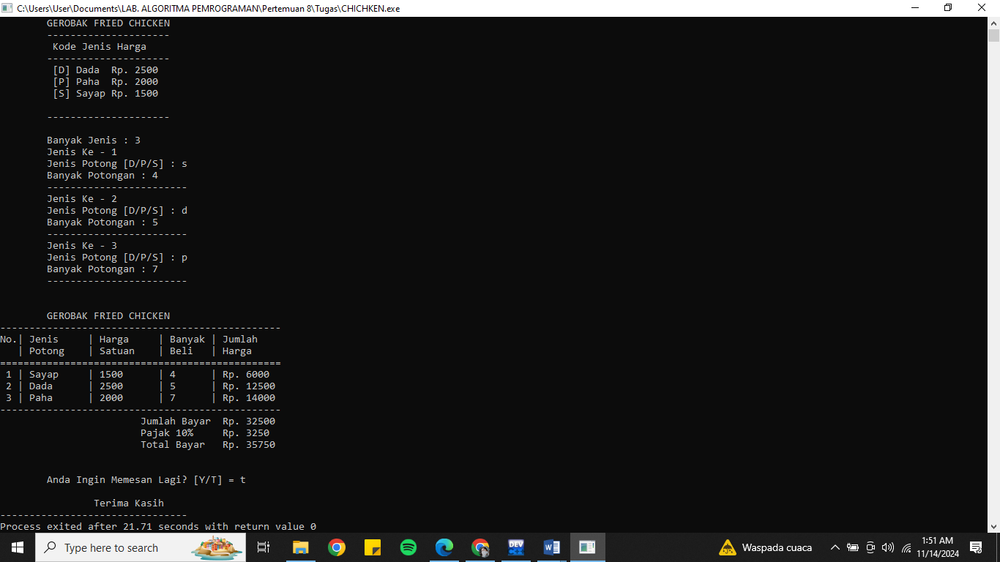 C:\Users\User\Documents\LAB. ALGORITMA PEMROGRAMAN\Pertemuan 8\Tugas\CHICHKEN.exe
GEROBAK FRIED CHICKEN
---------------------
Kode Jenis Harga
---------------------
[D] Dada  Rp. 2500
[P] Paha  Rp. 2000
[S] Sayap Rp. 1500
---------------------
Banyak Jenis : 3
Jenis Ke - 1
Jenis Potong [D/P/S] : s
Banyak Potongan : 4
------------------------
Jenis Ke - 2
Jenis Potong [D/P/S] : d
Banyak Potongan : 5
------------------------
Jenis Ke - 3
Jenis Potong [D/P/S] : p
Banyak Potongan : 7
------------------------
GEROBAK FRIED CHICKEN
------------------------------------------------
No.| Jenis     | Harga     | Banyak | Jumlah
   | Potong    | Satuan    | Beli   | Harga
================================================
 1 | Sayap     | 1500      | 4      | Rp. 6000
 2 | Dada      | 2500      | 5      | Rp. 12500
 3 | Paha      | 2000      | 7      | Rp. 14000
------------------------------------------------
Jumlah Bayar  Rp. 32500
Pajak 10%     Rp. 3250
Total Bayar   Rp. 35750
Anda Ingin Memesan Lagi? [Y/T] = t
Terima Kasih
--------------------------------
Process exited after 21.71 seconds with return value 0
Type here to search
DEV
Waspada cuaca
1:51 AM
11/14/2024